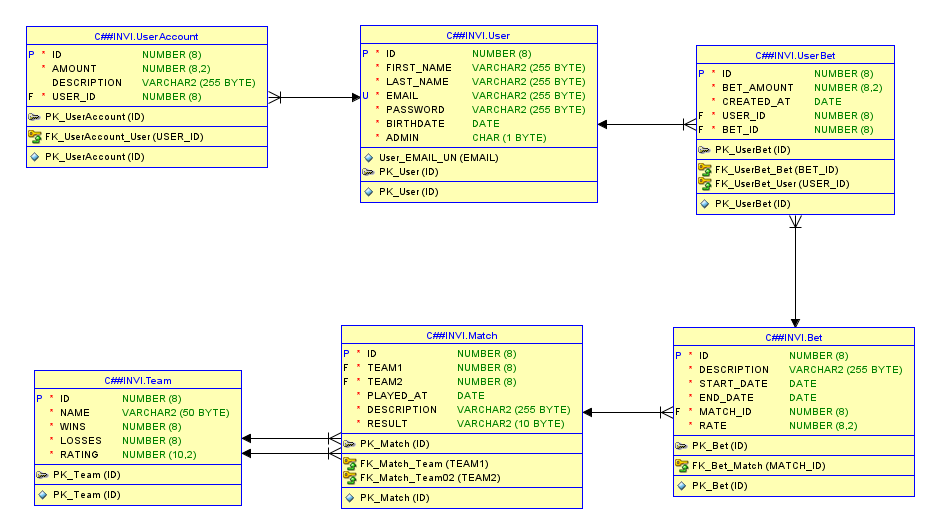 C##INVI.UserAccount
P * ID NUMBER (8)
* AMOUNT NUMBER (8,2)
DESCRIPTION VARCHAR2 (255 BYTE)
F * USER_ID NUMBER (8)
PK_UserAccount (ID)
FK_UserAccount_User (USER_ID)
PK_UserAccount (ID)
C##INVI.User
P * ID NUMBER (8)
* FIRST_NAME VARCHAR2 (255 BYTE)
* LAST_NAME VARCHAR2 (255 BYTE)
U * EMAIL VARCHAR2 (255 BYTE)
* PASSWORD VARCHAR2 (255 BYTE)
* BIRTHDATE DATE
* ADMIN CHAR (1 BYTE)
User_EMAIL_UN (EMAIL)
PK_User (ID)
PK_User (ID)
C##INVI.UserBet
P * ID NUMBER (8)
* BET_AMOUNT NUMBER (8,2)
* CREATED_AT DATE
F * USER_ID NUMBER (8)
F * BET_ID NUMBER (8)
PK_UserBet (ID)
FK_UserBet_Bet (BET_ID)
FK_UserBet_User (USER_ID)
PK_UserBet (ID)
C##INVI.Team
P * ID NUMBER (8)
* NAME VARCHAR2 (50 BYTE)
* WINS NUMBER (8)
* LOSSES NUMBER (8)
* RATING NUMBER (10,2)
PK_Team (ID)
PK_Team (ID)
C##INVI.Match
P * ID NUMBER (8)
F * TEAM1 NUMBER (8)
F * TEAM2 NUMBER (8)
* PLAYED_AT DATE
* DESCRIPTION VARCHAR2 (255 BYTE)
* RESULT VARCHAR2 (10 BYTE)
PK_Match (ID)
FK_Match_Team (TEAM1)
FK_Match_Team02 (TEAM2)
PK_Match (ID)
C##INVI.Bet
P * ID NUMBER (8)
* DESCRIPTION VARCHAR2 (255 BYTE)
* START_DATE DATE
* END_DATE DATE
F * MATCH_ID NUMBER (8)
* RATE NUMBER (8,2)
PK_Bet (ID)
FK_Bet_Match (MATCH_ID)
PK_Bet (ID)